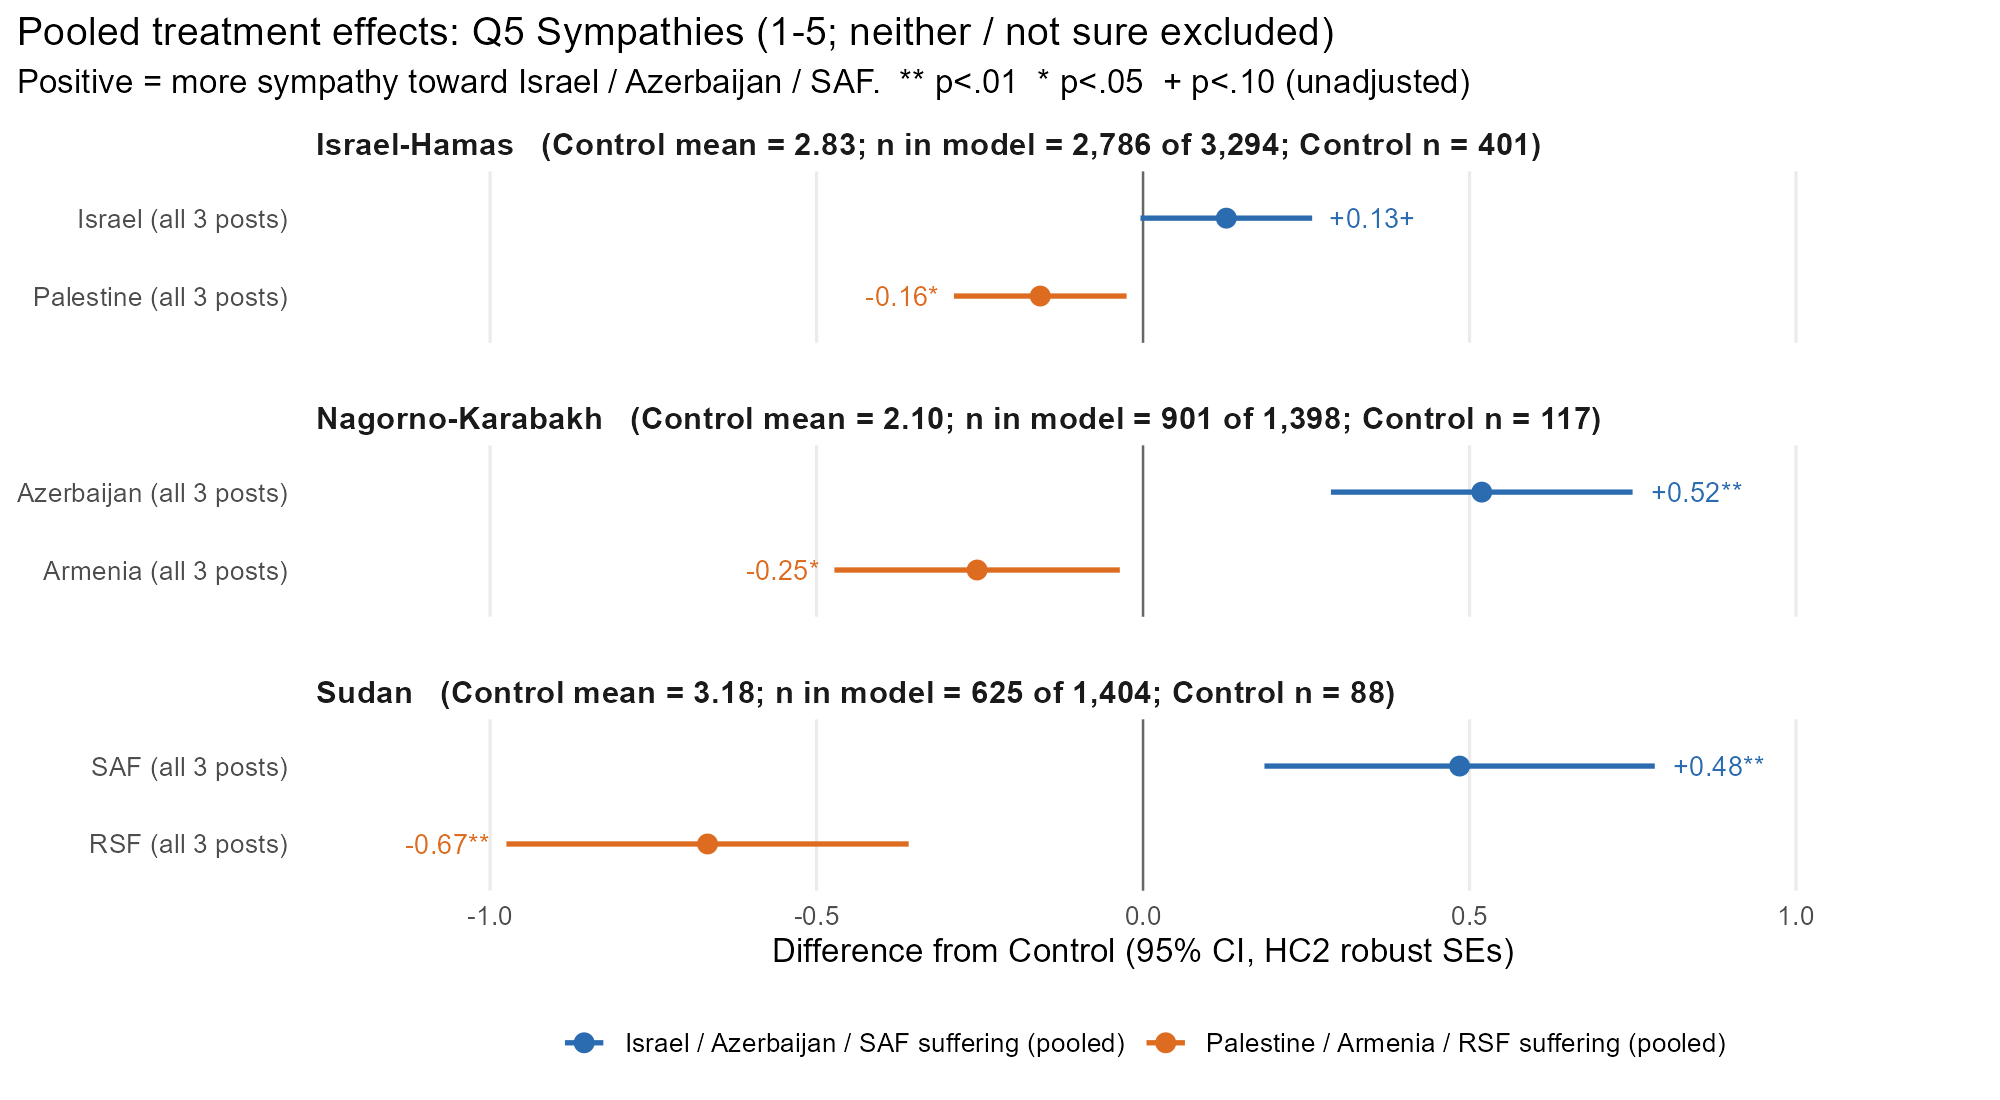 Pooled treatment effects: Q5 Sympathies (1-5; neither / not sure excluded)
Positive = more sympathy toward Israel / Azerbaijan / SAF.  ** p<.01  * p<.05  + p<.10 (unadjusted)
Israel-Hamas   (Control mean = 2.83; n in model = 2,786 of 3,294; Control n = 401)
Israel (all 3 posts)
+0.13+
Palestine (all 3 posts)
-0.16*
Nagorno-Karabakh   (Control mean = 2.10; n in model = 901 of 1,398; Control n = 117)
Azerbaijan (all 3 posts)
+0.52**
Armenia (all 3 posts)
-0.25*
Sudan   (Control mean = 3.18; n in model = 625 of 1,404; Control n = 88)
SAF (all 3 posts)
+0.48**
RSF (all 3 posts)
-0.67**
-1.0
-0.5
0.0
0.5
1.0
Difference from Control (95% CI, HC2 robust SEs)
Israel / Azerbaijan / SAF suffering (pooled)
Palestine / Armenia / RSF suffering (pooled)